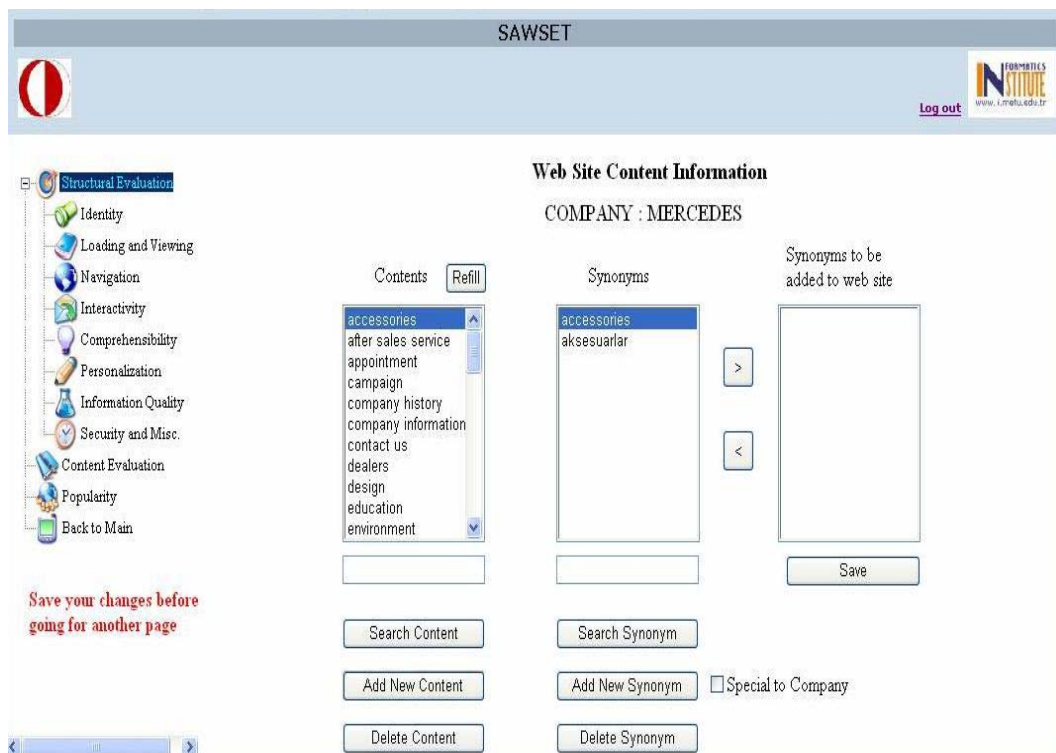 SAWSET
INFORMATICS
INSTITUTE
Log out
Web Site Content Information
COMPANY : MERCEDES
Structural Evaluation
Identity
Loading and Viewing
Navigation
Interactivity
Comprehensibility
Personalization
Information Quality
Security and Misc.
Content Evaluation
Popularity
Back to Main
Save your changes before
going for another page
Contents
Refill
accessories
after sales service
appointment
campaign
company history
company information
contact us
dealers
design
education
environment
Search Content
Add New Content
Delete Content
Synonyms
accessories
aksesuarlar
Search Synonym
Add New Synonym
Special to Company
Delete Synonym
>
<
Synonyms to be
added to web site
Save